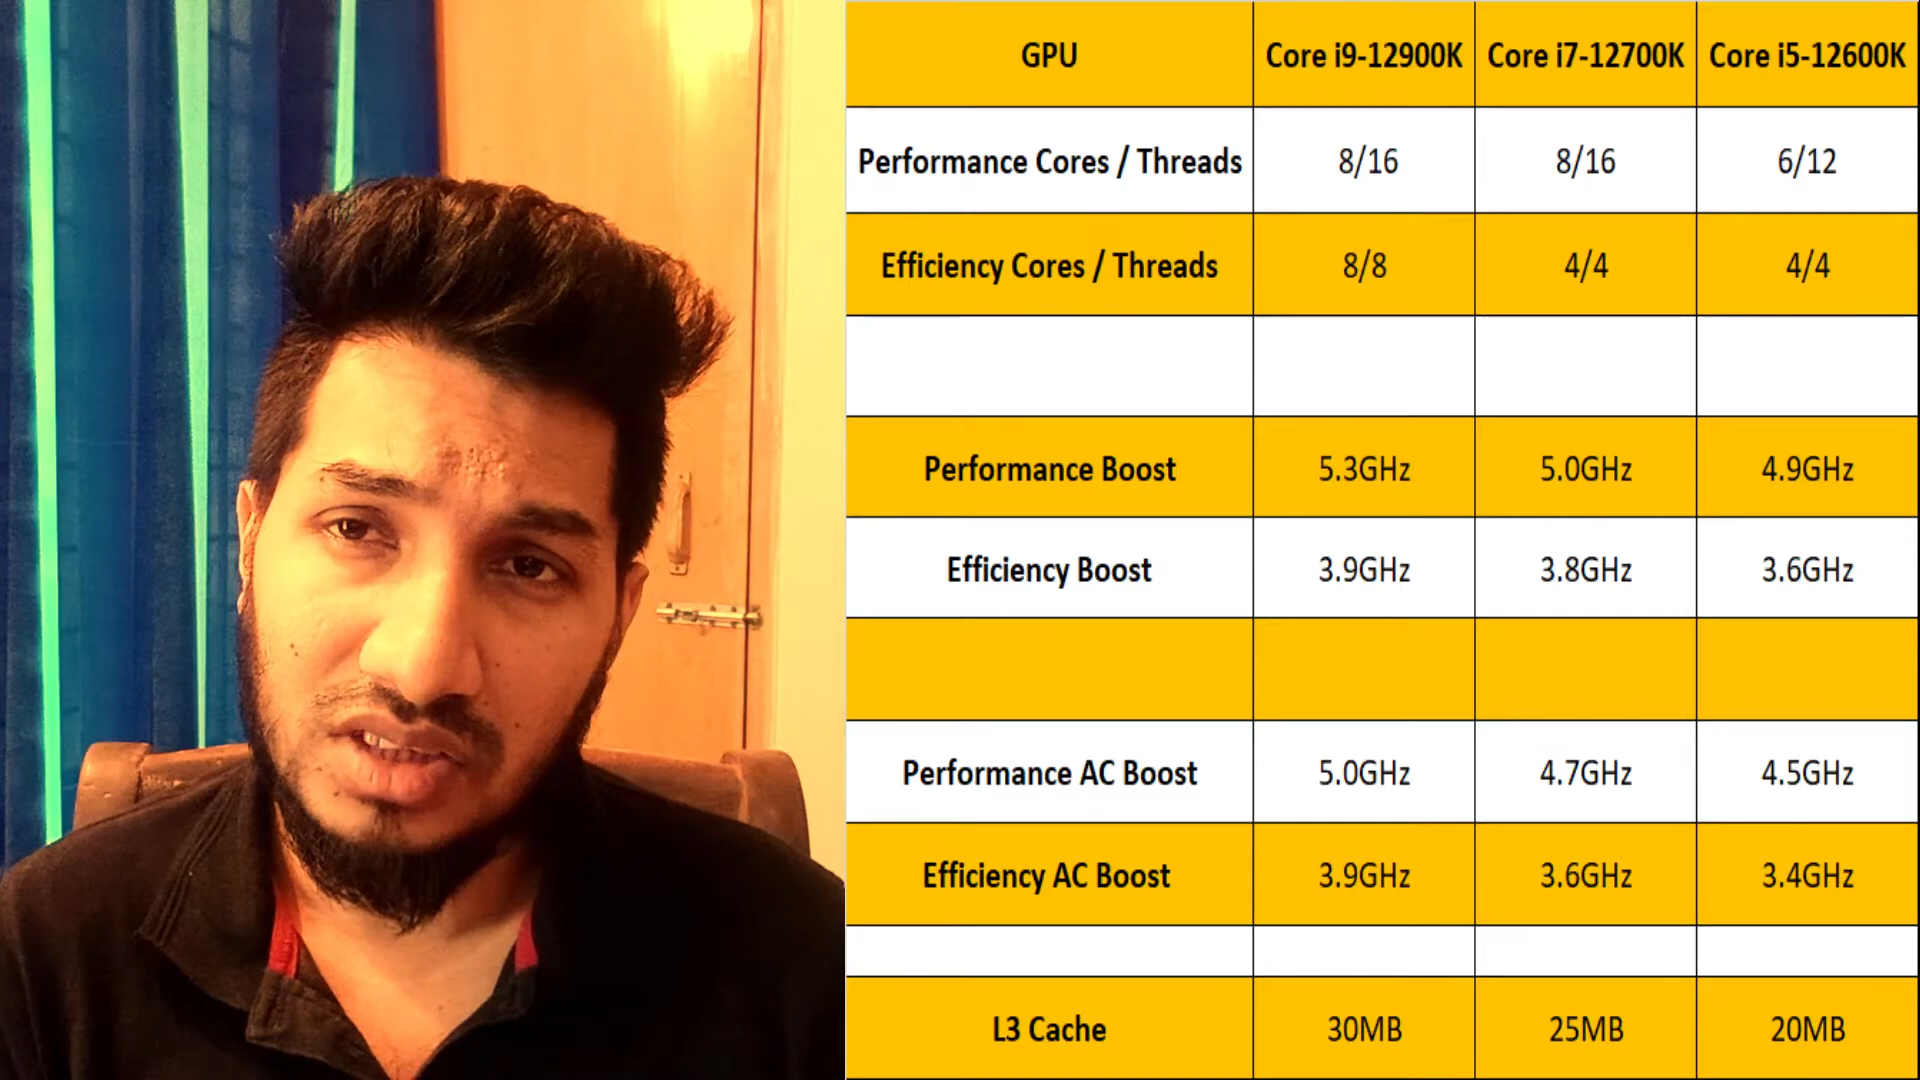 GPU Core i9-12900K Core i7-12700K Core i5-12600K
Performance Cores / Threads 8/16 8/16 6/12
Efficiency Cores / Threads 8/8 4/4 4/4
Performance Boost 5.3GHz 5.0GHz 4.9GHz
Efficiency Boost 3.9GHz 3.8GHz 3.6GHz
Performance AC Boost 5.0GHz 4.7GHz 4.5GHz
Efficiency AC Boost 3.9GHz 3.6GHz 3.4GHz
L3 Cache 30MB 25MB 20MB